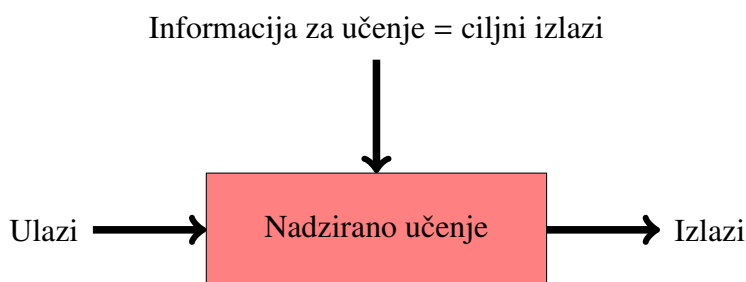 Informacija za učenje = ciljni izlazi
Ulazi
Nadzirano učenje
Izlazi